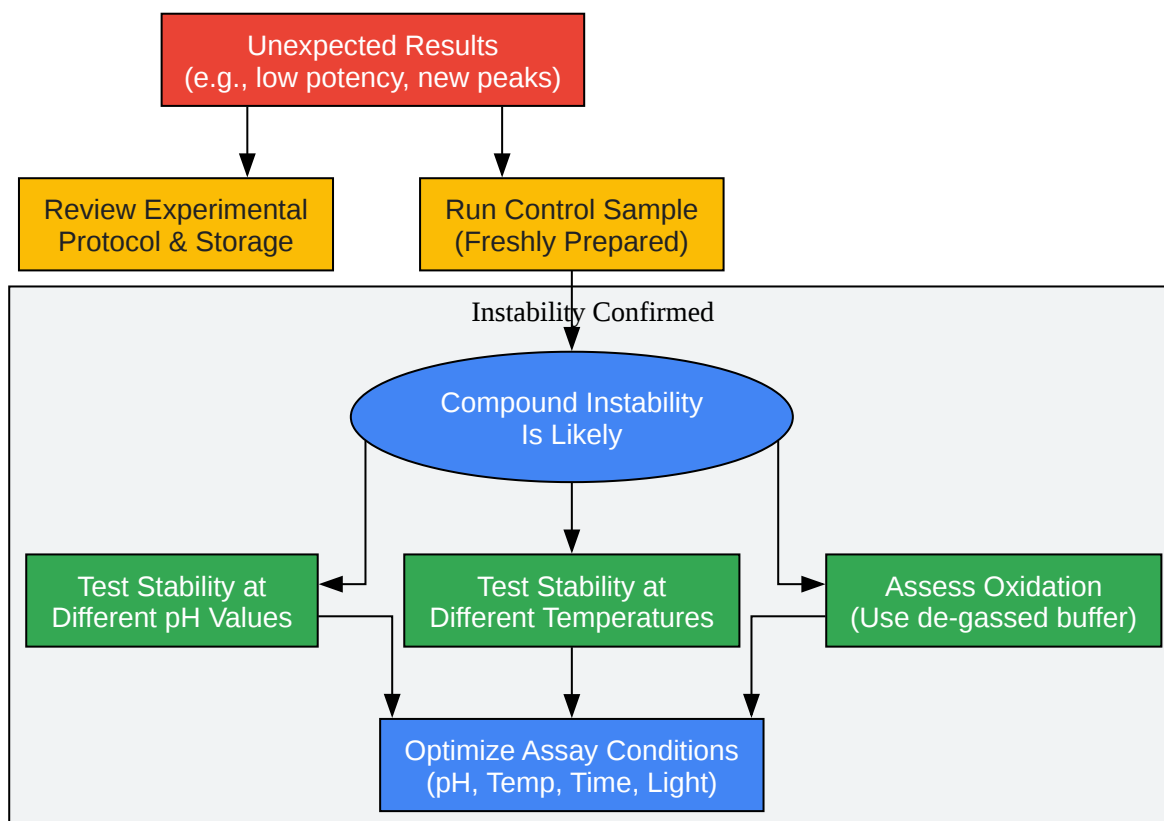 Unexpected Results
(e.g., low potency, new peaks)
Review Experimental
Protocol & Storage
Run Control Sample
(Freshly Prepared)
Instability Confirmed
Compound Instability
Is Likely
Test Stability at
Different pH Values
Test Stability at
Different Temperatures
Assess Oxidation
(Use de-gassed buffer)
Optimize Assay Conditions
(pH, Temp, Time, Light)